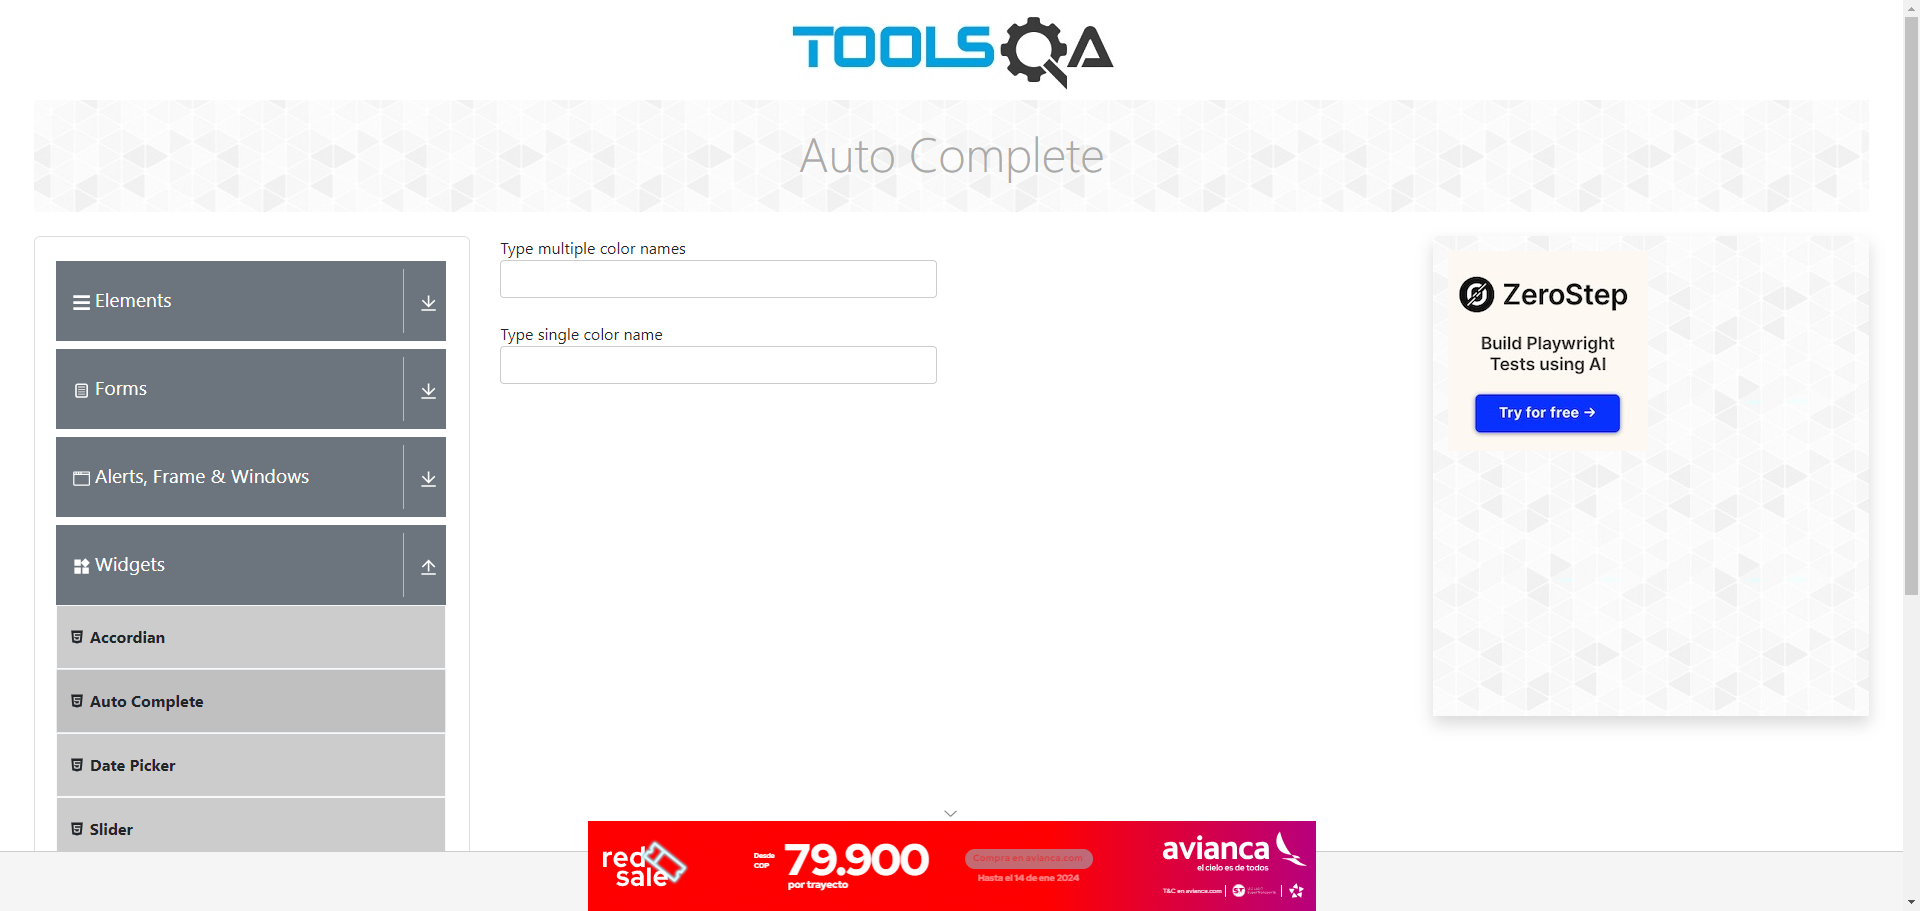 TOOLSQA
Auto Complete
Elements
Forms
Alerts, Frame & Windows
Widgets
Accordian
Auto Complete
Date Picker
Slider
Type multiple color names
Type single color name
ZeroStep
Build Playwright
Tests using AI
Try for free →
red
sale
Desde
COP
79.900
por trayecto
Compra en avianca.com
Hasta el 14 de ene 2024
avianca
el cielo es de todos
T&C en avianca.com